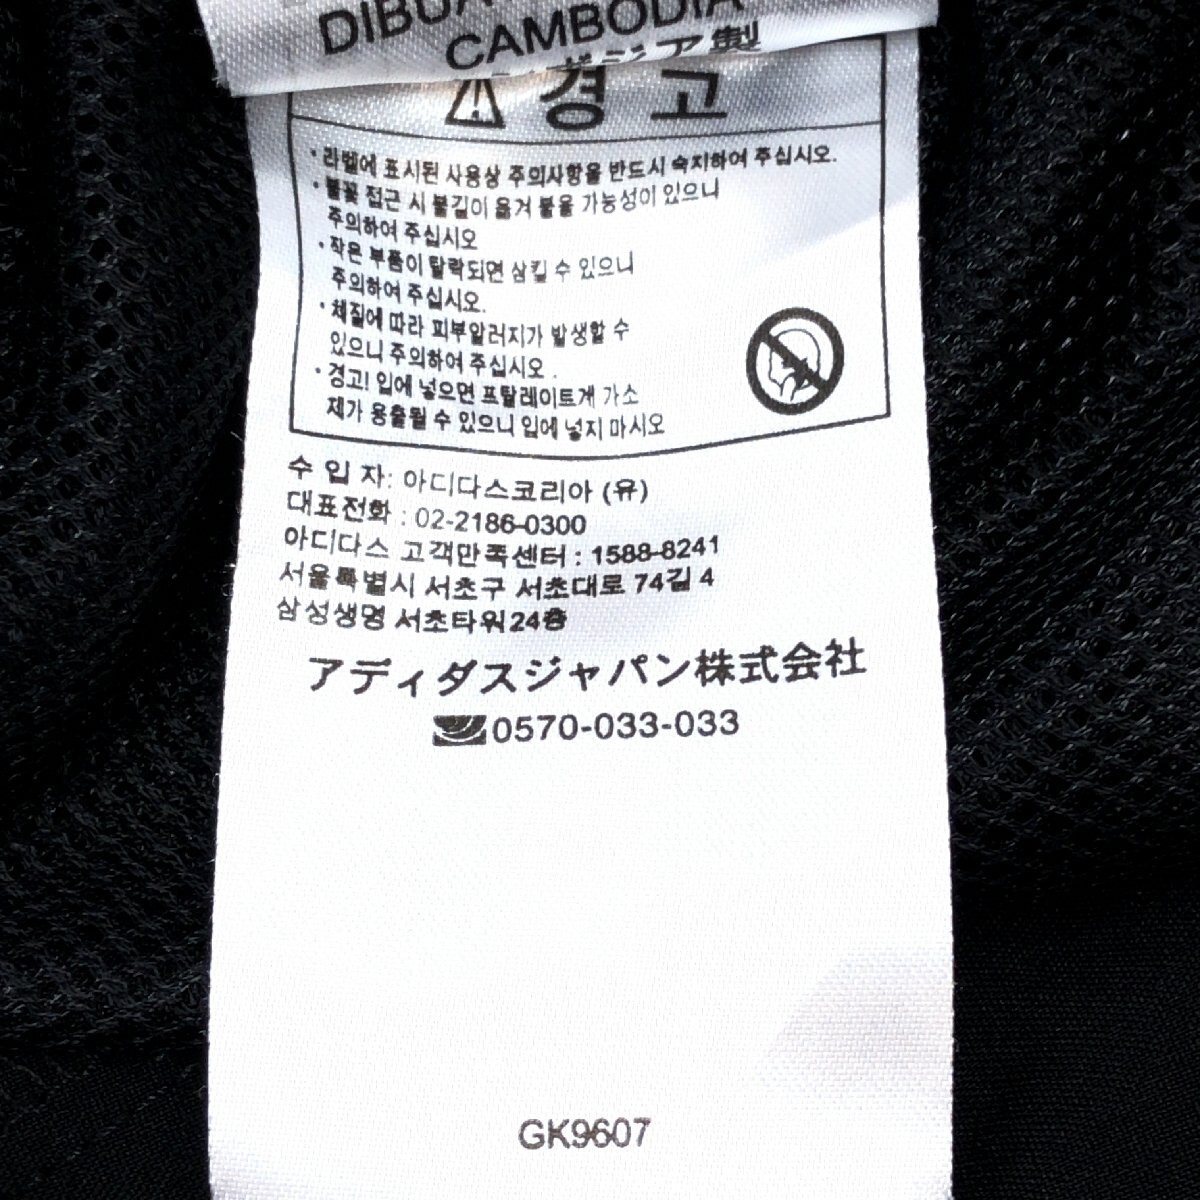 CAMBODIA
경 고
· 라벨에 표시된 사용상 주의사항을 반드시 숙지하여 주십시오.
· 불꽃 접근 시 불길이 옮겨 붙을 가능성이 있으니
주의하여 주십시오
· 작은 부품이 탈락되면 삼킬 수 있으니
주의하여 주십시오.
· 체질에 따라 피부알러지가 발생할 수
있으니 주의하여 주십시오 .
· 경고! 입에 넣으면 프탈레이트계 가소
제가 용출될 수 있으니 입에 넣지 마시오
수 입 자: 아디다스코리아 (유)
대표전화 : 02-2186-0300
아디다스 고객만족센터 : 1588-8241
서울특별시 서초구 서초대로 74길 4
삼성생명 서초타워24층
アディダスジャパン株式会社
0570-033-033
GK9607